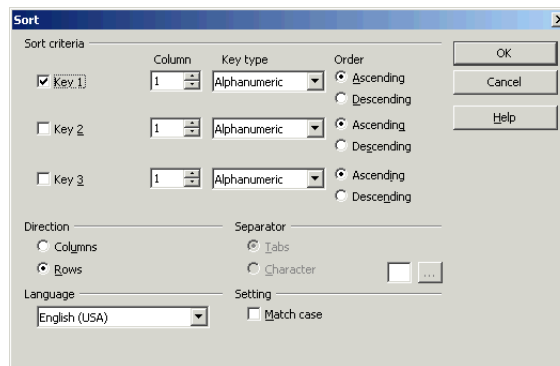 Sort
Sort criteria
Column Key type Order
Key 1 1 Alphanumeric Ascending
Descending
Key 2 1 Alphanumeric Ascending
Descending
Key 3 1 Alphanumeric Ascending
Descending
OK
Cancel
Help
Direction
Columns
Rows
Separator
Tabs
Character ...
Language
English (USA)
Setting
Match case